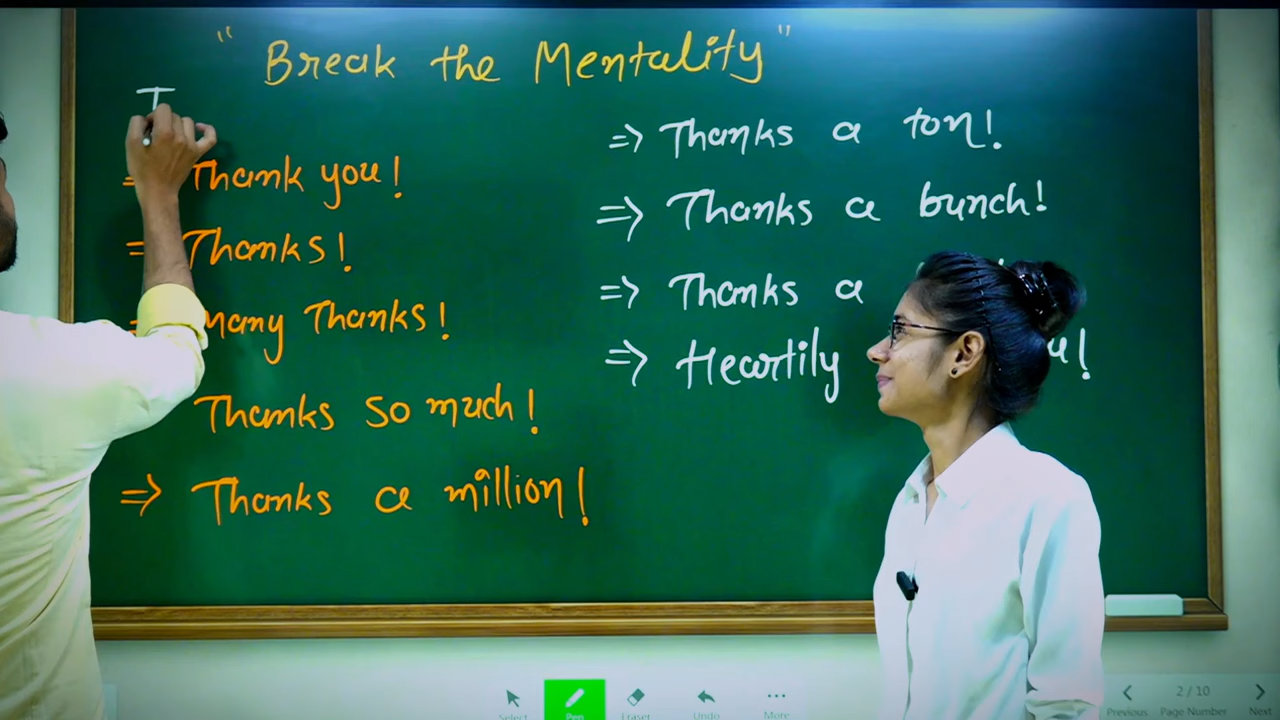 "Break the Mentality"
T
Thank you!
Thanks!
Many Thanks!
Thanks so much!
=> Thanks a million!
=> Thanks a ton!
=> Thanks a bunch!
=> Thanks a
=> Heartily u!
Select
Pen
Eraser
Undo
More
Previous
2 / 10
Page Number
Next